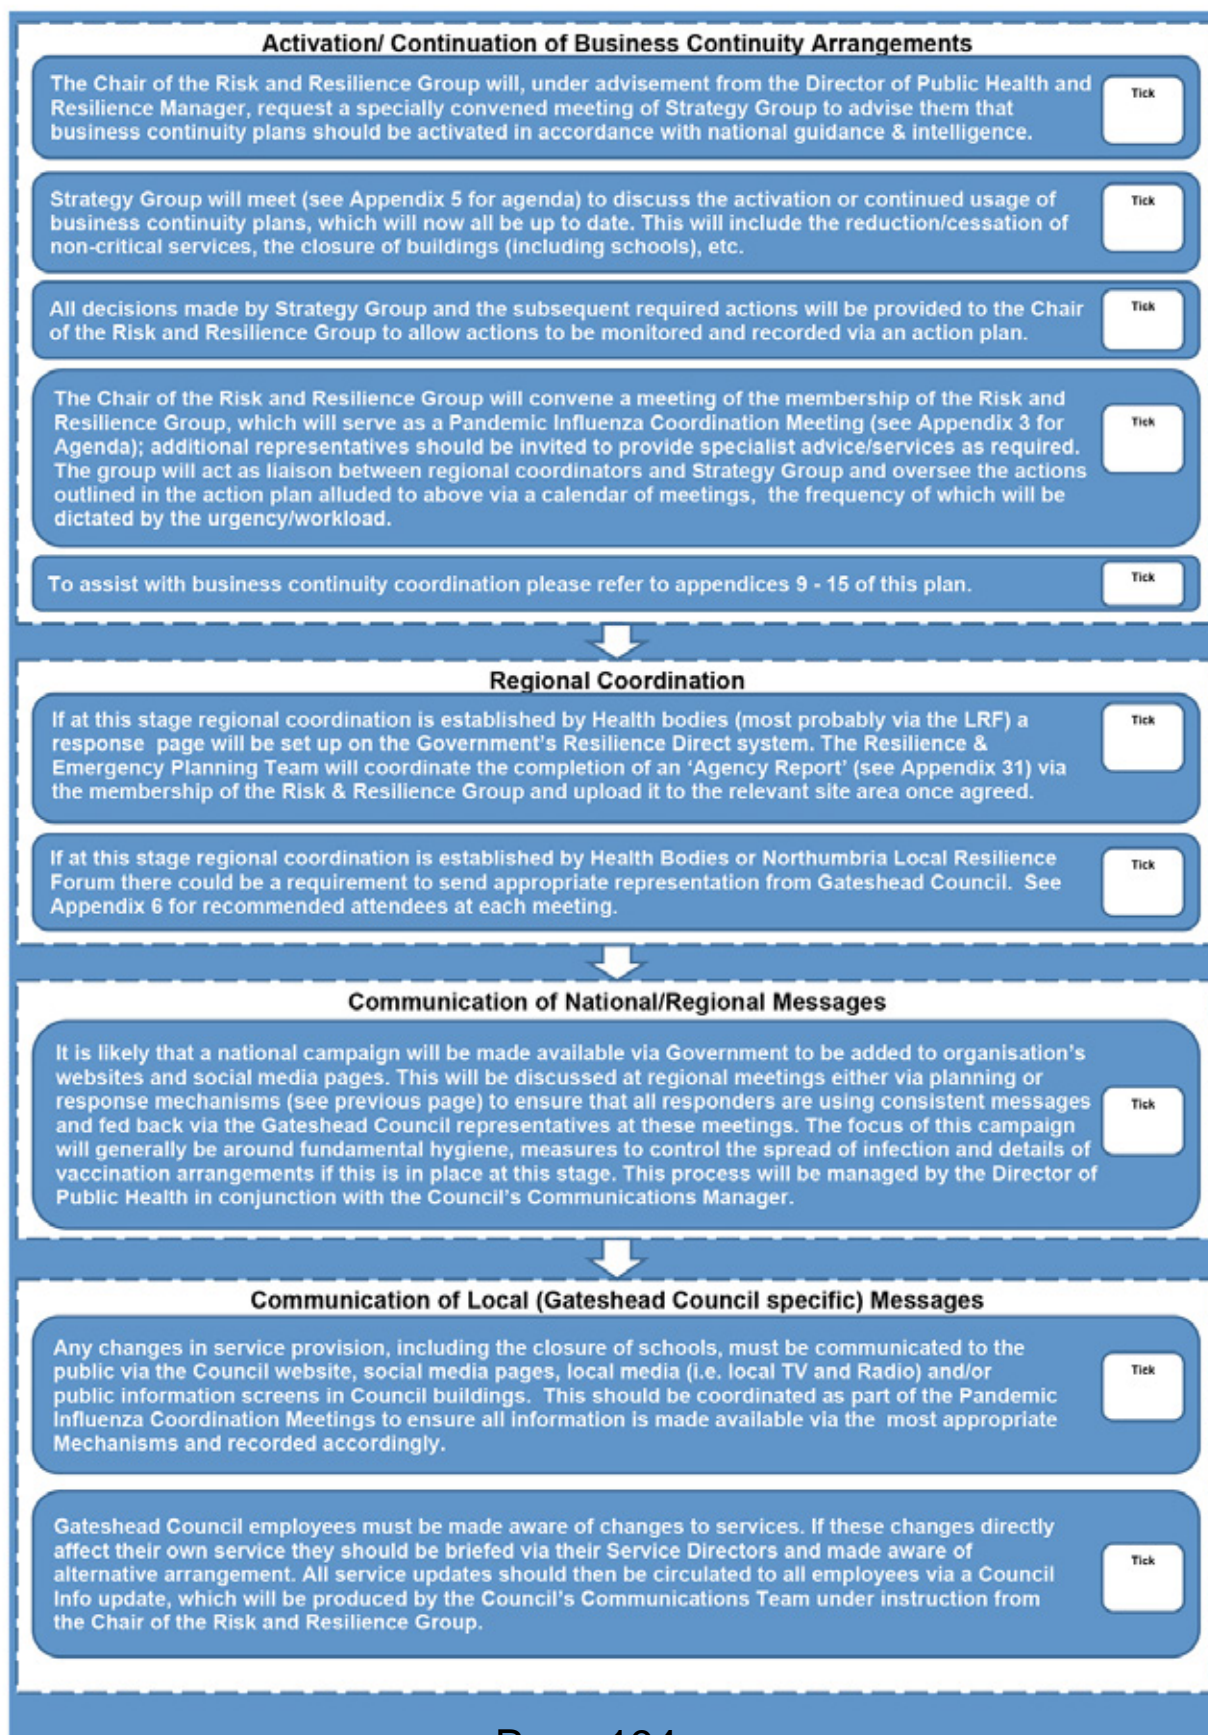 Activation/ Continuation of Business Continuity Arrangements
The Chair of the Risk and Resilience Group will, under advisement from the Director of Public Health and
Resilience Manager, request a specially convened meeting of Strategy Group to advise them that
business continuity plans should be activated in accordance with national guidance & intelligence.
Tick
Strategy Group will meet (see Appendix 5 for agenda) to discuss the activation or continued usage of
business continuity plans, which will now all be up to date. This will include the reduction/cessation of
non-critical services, the closure of buildings (including schools), etc.
Tick
All decisions made by Strategy Group and the subsequent required actions will be provided to the Chair
of the Risk and Resilience Group to allow actions to be monitored and recorded via an action plan.
Tick
The Chair of the Risk and Resilience Group will convene a meeting of the membership of the Risk and
Resilience Group, which will serve as a Pandemic Influenza Coordination Meeting (see Appendix 3 for
Agenda); additional representatives should be invited to provide specialist advice/services as required.
The group will act as liaison between regional coordinators and Strategy Group and oversee the actions
outlined in the action plan alluded to above via a calendar of meetings,  the frequency of which will be
dictated by the urgency/workload.
Tick
To assist with business continuity coordination please refer to appendices 9 - 15 of this plan.
Tick
Regional Coordination
If at this stage regional coordination is established by Health bodies (most probably via the LRF) a
response  page will be set up on the Government's Resilience Direct system. The Resilience &
Emergency Planning Team will coordinate the completion of an 'Agency Report' (see Appendix 31) via
the membership of the Risk & Resilience Group and upload it to the relevant site area once agreed.
Tick
If at this stage regional coordination is established by Health Bodies or Northumbria Local Resilience
Forum there could be a requirement to send appropriate representation from Gateshead Council.  See
Appendix 6 for recommended attendees at each meeting.
Tick
Communication of National/Regional Messages
It is likely that a national campaign will be made available via Government to be added to organisation's
websites and social media pages. This will be discussed at regional meetings either via planning or
response mechanisms (see previous page) to ensure that all responders are using consistent messages
and fed back via the Gateshead Council representatives at these meetings. The focus of this campaign
will generally be around fundamental hygiene, measures to control the spread of infection and details of
vaccination arrangements if this is in place at this stage. This process will be managed by the Director of
Public Health in conjunction with the Council's Communications Manager.
Tick
Communication of Local (Gateshead Council specific) Messages
Any changes in service provision, including the closure of schools, must be communicated to the
public via the Council website, social media pages, local media (i.e. local TV and Radio) and/or
public information screens in Council buildings.  This should be coordinated as part of the Pandemic
Influenza Coordination Meetings to ensure all information is made available via the  most appropriate
Mechanisms and recorded accordingly.
Tick
Gateshead Council employees must be made aware of changes to services. If these changes directly
affect their own service they should be briefed via their Service Directors and made aware of
alternative arrangement. All service updates should then be circulated to all employees via a Council
Info update, which will be produced by the Council's Communications Team under instruction from
the Chair of the Risk and Resilience Group.
Tick